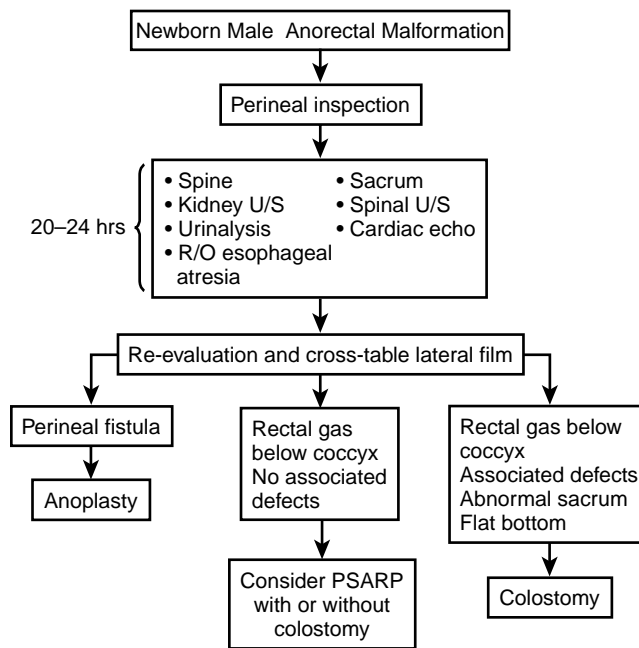 Newborn Male Anorectal Malformation
Perineal inspection
20–24 hrs
• Spine
• Kidney U/S
• Urinalysis
• R/O esophageal
atresia
• Sacrum
• Spinal U/S
• Cardiac echo
Re-evaluation and cross-table lateral film
Perineal fistula
Anoplasty
Rectal gas
below coccyx
No associated
defects
Consider PSARP
with or without
colostomy
Rectal gas below
coccyx
Associated defects
Abnormal sacrum
Flat bottom
Colostomy